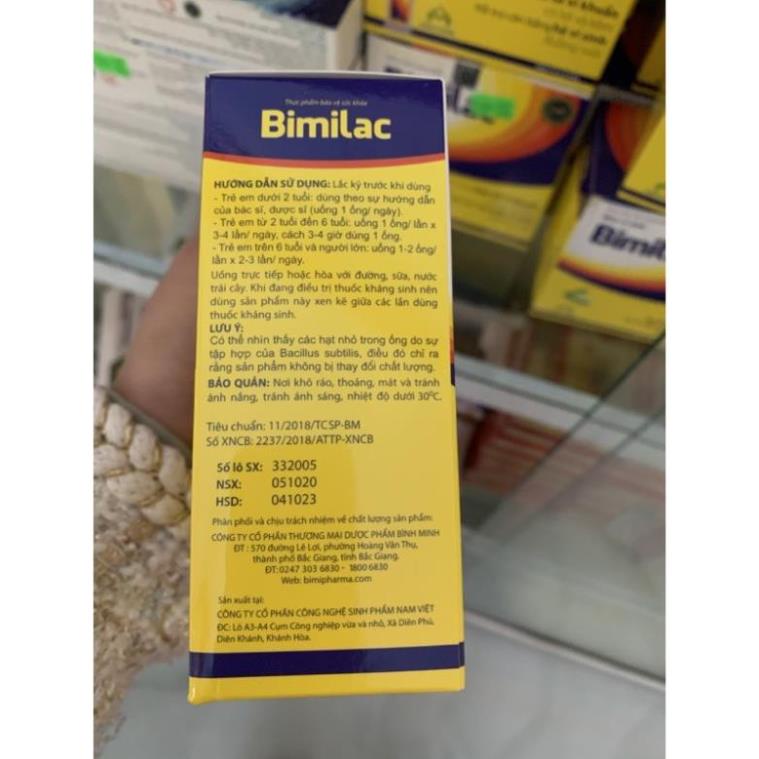 Thực phẩm bảo vệ sức khỏe
Bimilac
HƯỚNG DẪN SỬ DỤNG: Lắc kỹ trước khi dùng
- Trẻ em dưới 2 tuổi: dùng theo sự hướng dẫn
của bác sĩ, dược sĩ (uống 1 ống/ ngày).
- Trẻ em từ 2 tuổi đến 6 tuổi: uống 1 ống/ lần x
3-4 lần/ ngày, cách 3-4 giờ dùng 1 ống.
- Trẻ em trên 6 tuổi và người lớn: uống 1-2 ống/
lần x 2-3 lần/ ngày.
Uống trực tiếp hoặc hòa với đường, sữa, nước
trái cây. Khi đang điều trị thuốc kháng sinh nên
dùng sản phẩm này xen kẽ giữa các lần dùng
thuốc kháng sinh.
LƯU Ý:
Có thể nhìn thấy các hạt nhỏ trong ống do sự
tập hợp của Bacillus subtilis, điều đó chỉ ra
rằng sản phẩm không bị thay đổi chất lượng.
BẢO QUẢN: Nơi khô ráo, thoáng, mát và tránh
ánh nắng, tránh ánh sáng, nhiệt độ dưới 30°C.
Tiêu chuẩn: 11/2018/TCSP-BM
Số XNCB: 2237/2018/ATTP-XNCB
Số lô SX: 332005
NSX: 051020
HSD: 041023
Phân phối và chịu trách nhiệm về chất lượng sản phẩm:
CÔNG TY CỔ PHẦN THƯƠNG MẠI DƯỢC PHẨM BÌNH MINH
ĐT : 570 đường Lê Lợi, phường Hoàng Văn Thụ,
thành phố Bắc Giang, tỉnh Bắc Giang.
ĐT: 0247 303 6830 - 1800 6830
Web: bimipharma.com
Sản xuất tại:
CÔNG TY CỔ PHẦN CÔNG NGHỆ SINH PHẨM NAM VIỆT
ĐC: Lô A3-A4 Cụm Công nghiệp vừa và nhỏ, Xã Diên Phú,
Diên Khánh, Khánh Hòa.